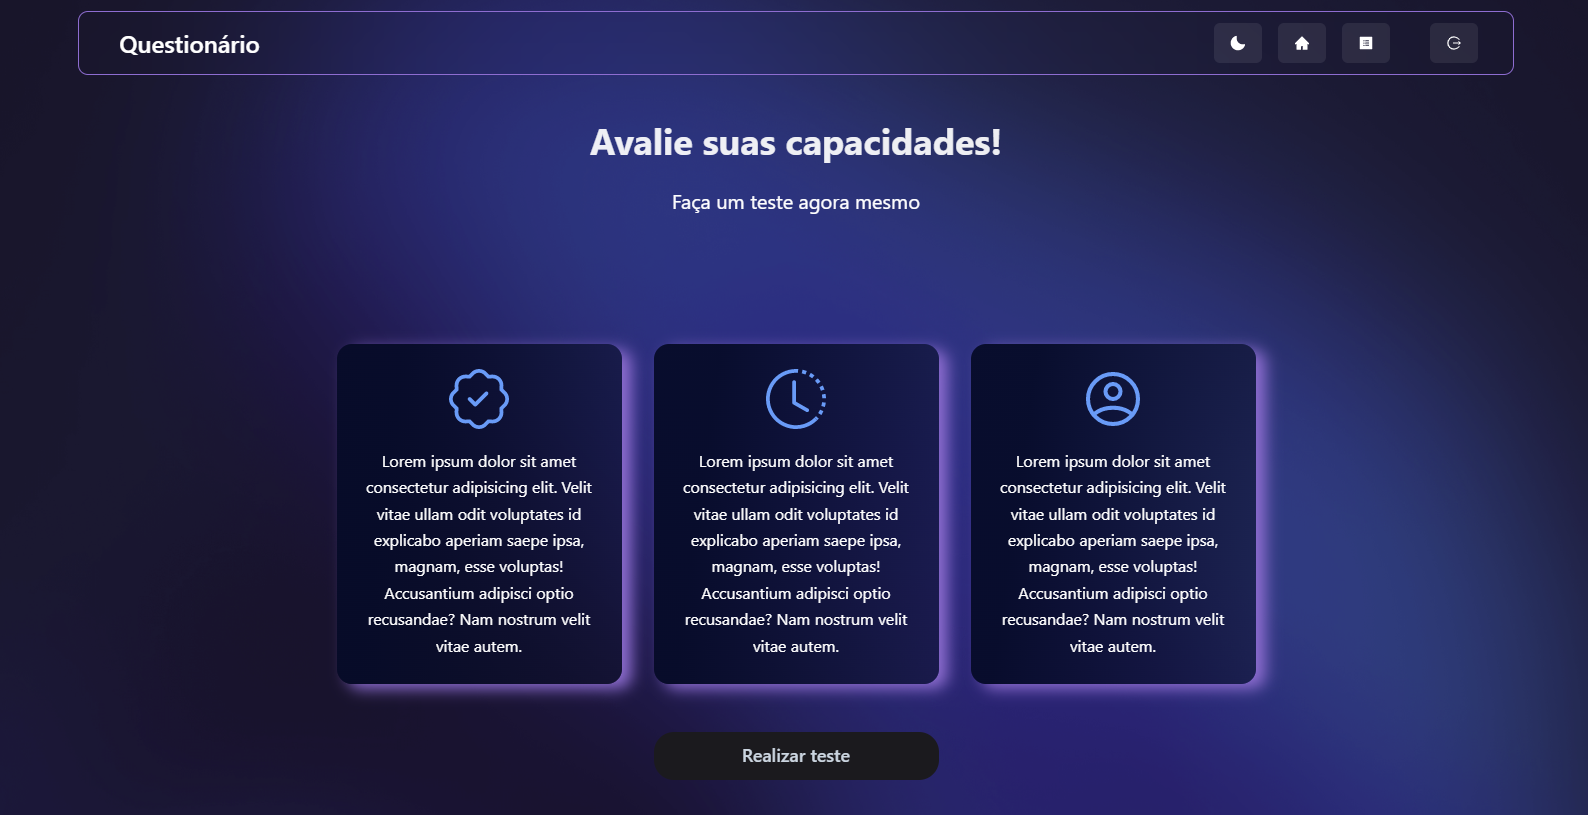 Questionário
Avalie suas capacidades!
Faça um teste agora mesmo
Lorem ipsum dolor sit amet
consectetur adipisicing elit. Velit
vitae ullam odit voluptates id
explicabo aperiam saepe ipsa,
magnam, esse voluptas!
Accusantium adipisci optio
recusandae? Nam nostrum velit
vitae autem.
Lorem ipsum dolor sit amet
consectetur adipisicing elit. Velit
vitae ullam odit voluptates id
explicabo aperiam saepe ipsa,
magnam, esse voluptas!
Accusantium adipisci optio
recusandae? Nam nostrum velit
vitae autem.
Lorem ipsum dolor sit amet
consectetur adipisicing elit. Velit
vitae ullam odit voluptates id
explicabo aperiam saepe ipsa,
magnam, esse voluptas!
Accusantium adipisci optio
recusandae? Nam nostrum velit
vitae autem.
Realizar teste